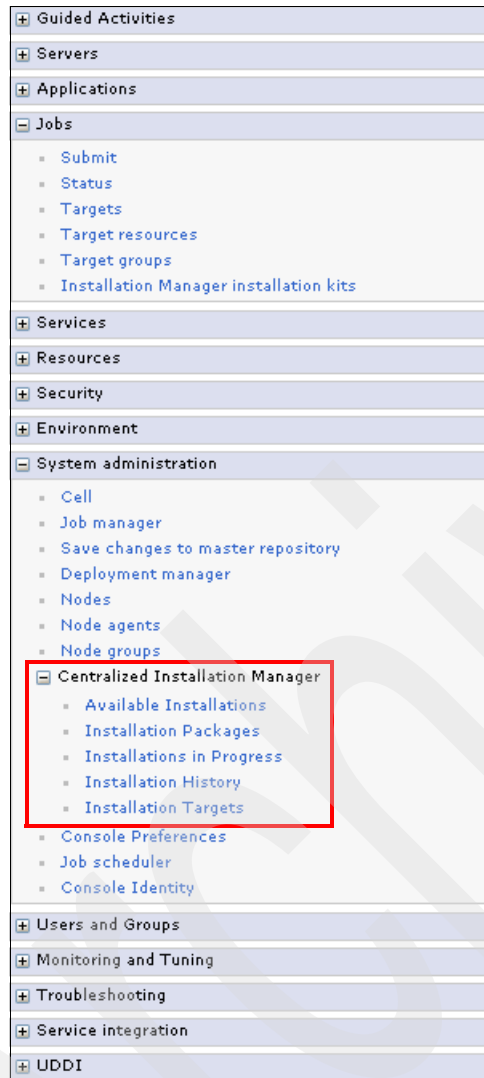 Guided Activities
Servers
Applications
Jobs
Submit
Status
Targets
Target resources
Target groups
Installation Manager installation kits
Services
Resources
Security
Environment
System administration
Cell
Job manager
Save changes to master repository
Deployment manager
Nodes
Node agents
Node groups
Centralized Installation Manager
Available Installations
Installation Packages
Installations in Progress
Installation History
Installation Targets
Console Preferences
Job scheduler
Console Identity
Users and Groups
Monitoring and Tuning
Troubleshooting
Service integration
UDDI